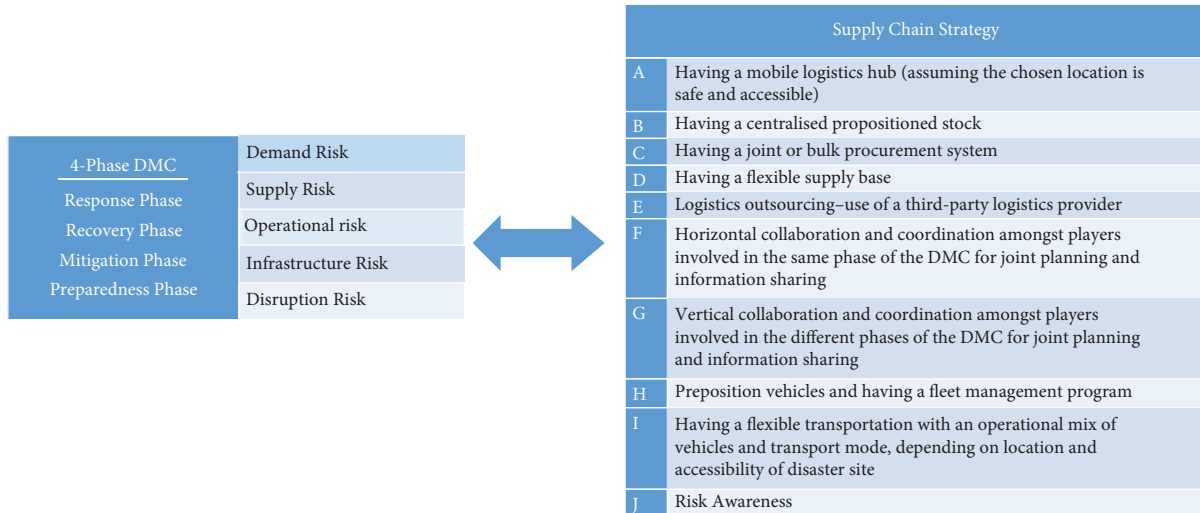 4-Phase DMC
Response Phase
Recovery Phase
Mitigation Phase
Preparedness Phase
Demand Risk
Supply Risk
Operational risk
Infrastructure Risk
Disruption Risk
Supply Chain Strategy
A Having a mobile logistics hub (assuming the chosen location is
safe and accessible)
B Having a centralised propositioned stock
C Having a joint or bulk procurement system
D Having a flexible supply base
E Logistics outsourcing–use of a third-party logistics provider
F Horizontal collaboration and coordination amongst players
involved in the same phase of the DMC for joint planning and
information sharing
G Vertical collaboration and coordination amongst players
involved in the different phases of the DMC for joint planning
and information sharing
H Preposition vehicles and having a fleet management program
I Having a flexible transportation with an operational mix of
vehicles and transport mode, depending on location and
accessibility of disaster site
J Risk Awareness